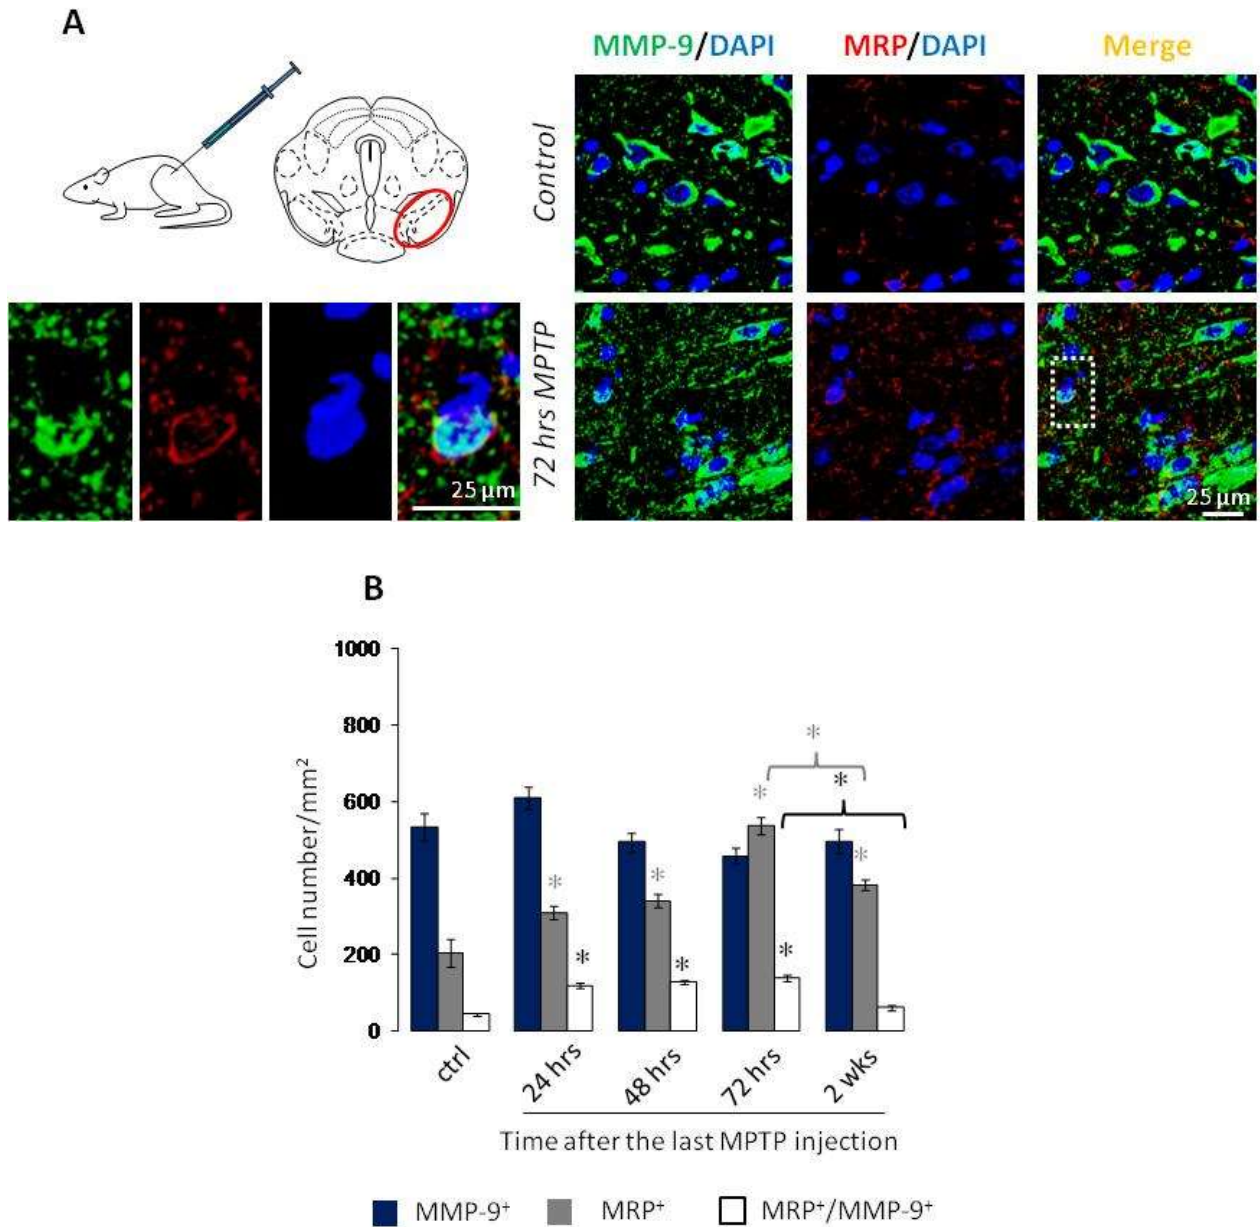 A
MMP-9/DAPI
MRP/DAPI
Merge
Control
72 hrs MPTP
25 µm
25 µm
B
Cell number/mm²
1000
800
600
400
200
0
*
*
*
*
*
*
*
*
*
ctrl
24 hrs
48 hrs
72 hrs
2 wks
Time after the last MPTP injection
MMP-9⁺
MRP⁺
MRP⁺/MMP-9⁺